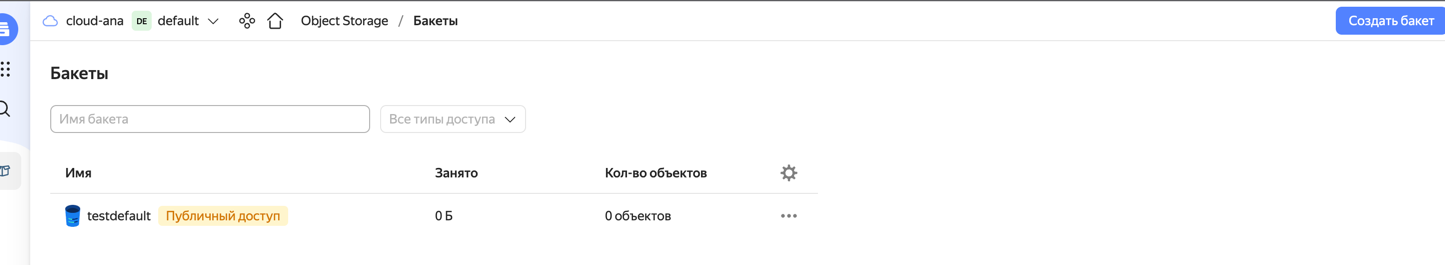 cloud-ana DE default Object Storage / Бакеты Создать бакет
Бакеты
Имя бакета Все типы доступа
Имя Занято Кол-во объектов
testdefault Публичный доступ 0 Б 0 объектов